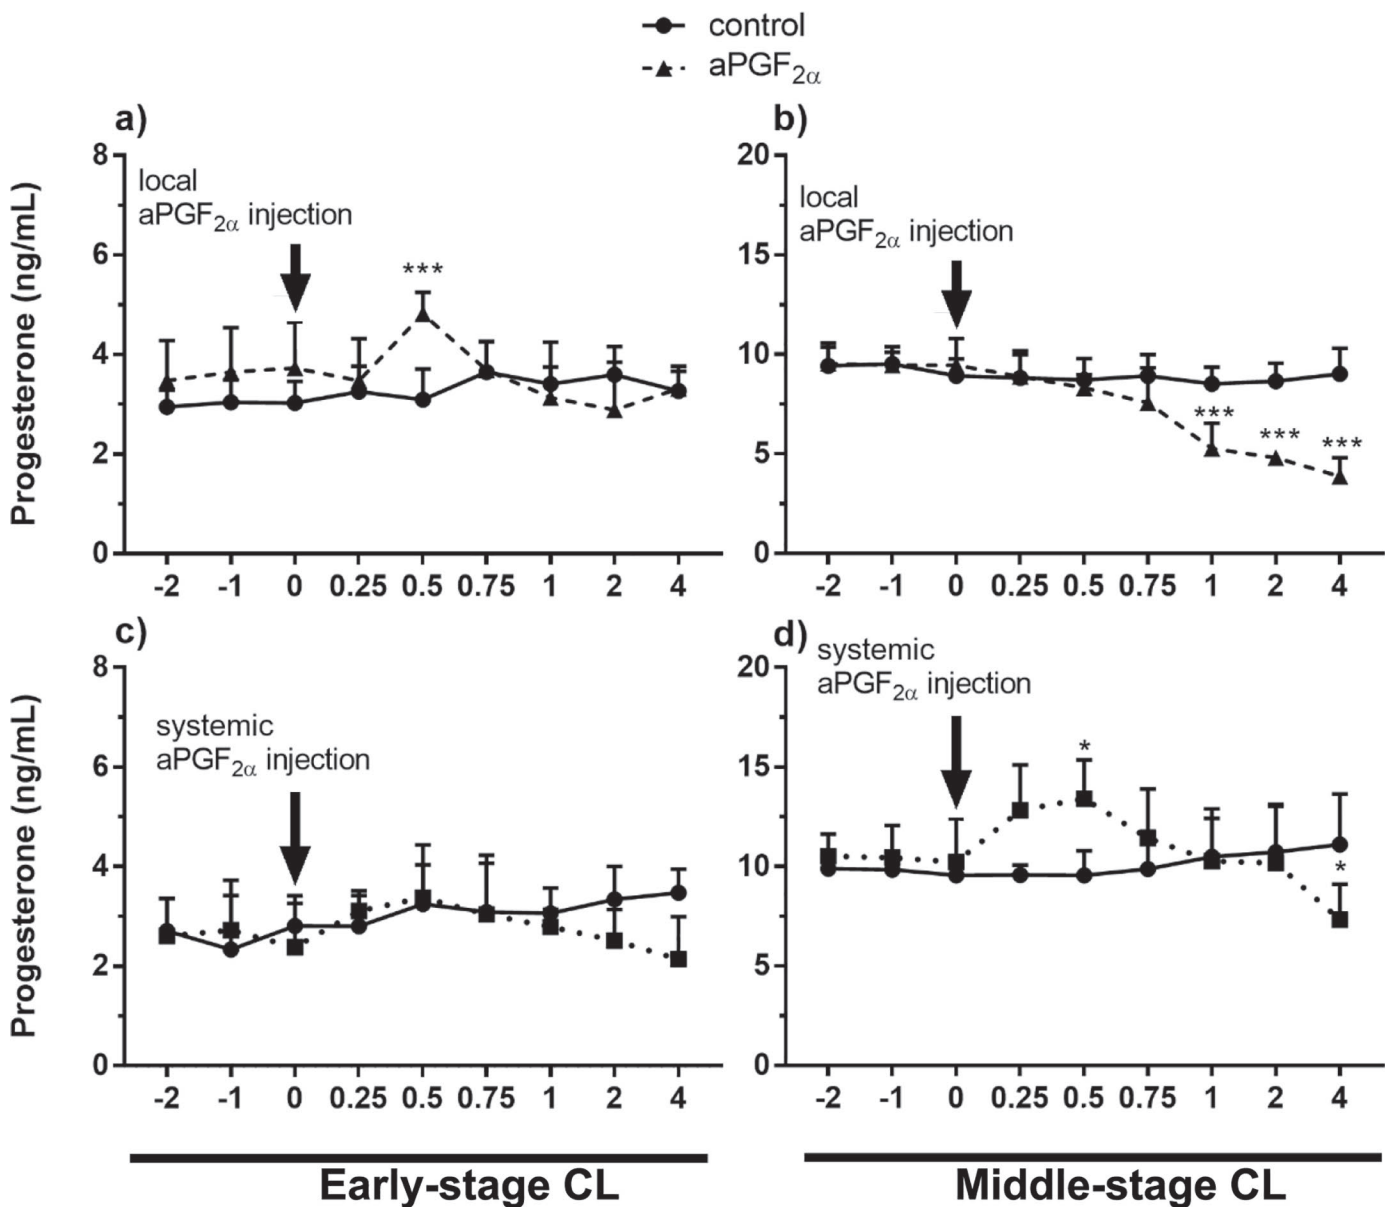 control
aPGF2α
a)
8
6
4
2
0
Progesterone (ng/mL)
local
aPGF2α injection
***
-2 -1 0 0.25 0.5 0.75 1 2 4
b)
20
15
10
5
0
local
aPGF2α injection
*** *** ***
-2 -1 0 0.25 0.5 0.75 1 2 4
c)
8
6
4
2
0
Progesterone (ng/mL)
systemic
aPGF2α injection
-2 -1 0 0.25 0.5 0.75 1 2 4
Early-stage CL
d)
20
15
10
5
0
systemic
aPGF2α injection
*
*
-2 -1 0 0.25 0.5 0.75 1 2 4
Middle-stage CL